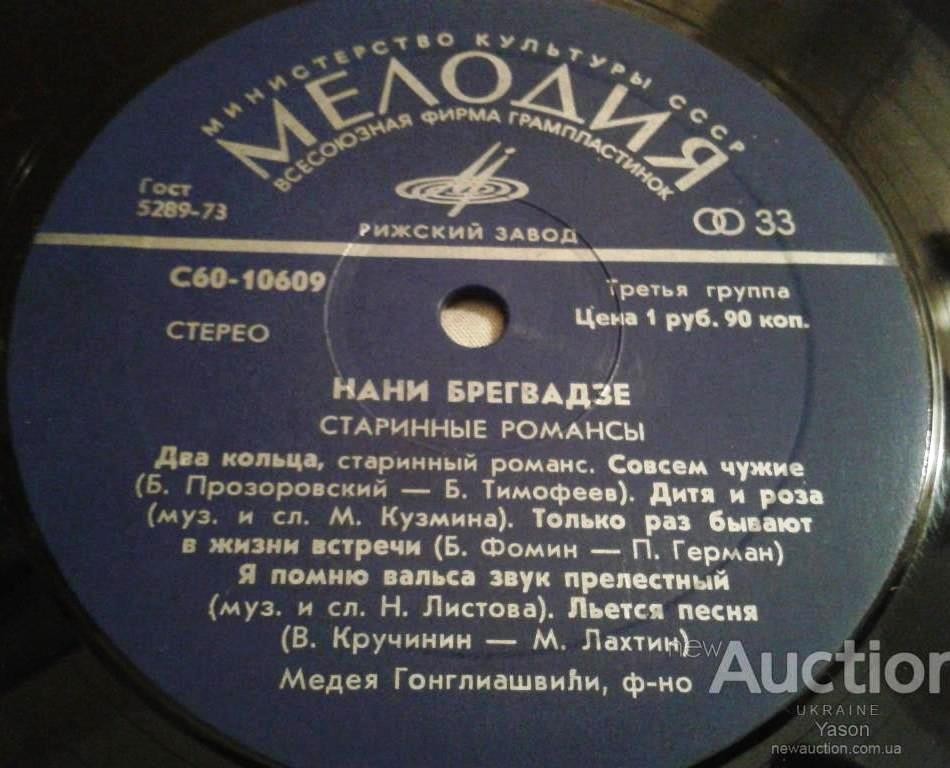 МИНИСТЕРСТВО КУЛЬТУРЫ СССР
МЕЛОДИЯ
ВСЕСОЮЗНАЯ ФИРМА ГРАМПЛАСТИНОК
Гост
5289-73
РИЖСКИЙ ЗАВОД
33
С60-10609
Третья группа
СТЕРЕО
Цена 1 руб. 90 коп.
НАНИ БРЕГВАДЗЕ
СТАРИННЫЕ РОМАНСЫ
Два кольца, старинный романс. Совсем чужие
(Б. Прозоровский — Б. Тимофеев). Дитя и роза
(муз. и сл. М. Кузмина). Только раз бывают
в жизни встречи (Б. Фомин — П. Герман)
Я помню вальса звук прелестный
(муз. и сл. Н. Листова). Льется песня
(В. Кручинин — М. Лахтин)
Медея Гонглиашвили, ф-но
new Auction
UKRAINE
Yason
newauction.com.ua